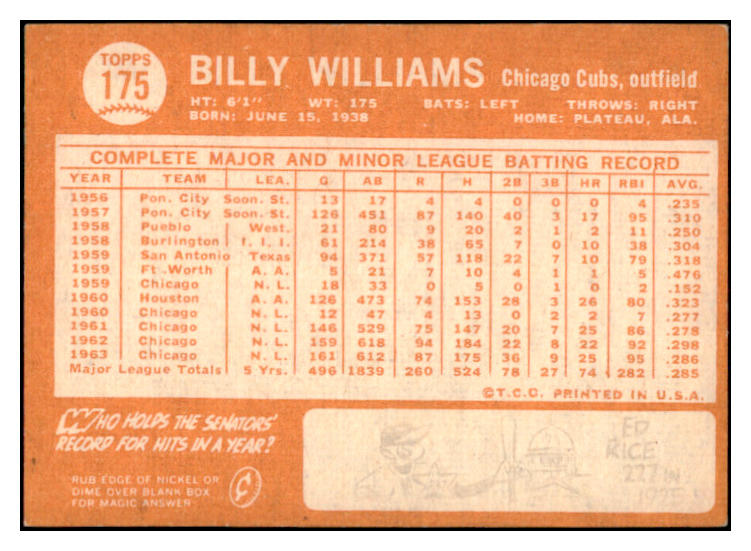 TOPPS
175
BILLY WILLIAMS Chicago Cubs, outfield
HT: 6'1" WT: 175 BATS: LEFT THROWS: RIGHT
BORN: JUNE 15, 1938 HOME: PLATEAU, ALA.
COMPLETE MAJOR AND MINOR LEAGUE BATTING RECORD
YEAR TEAM LEA. G AB R H 2B 3B HR RBI AVG.
1956 Pon. City Soon. St. 13 17 4 4 0 0 0 4 .235
1957 Pon. City Soon. St. 126 451 87 140 40 3 17 95 .310
1958 Pueblo West. 21 80 9 20 2 1 2 11 .250
1958 Burlington I. I. I. 61 214 38 65 7 0 10 38 .304
1959 San Antonio Texas 94 371 57 118 22 7 10 79 .318
1959 Ft. Worth A. A. 5 21 7 10 4 1 1 5 .476
1959 Chicago N. L. 18 33 0 5 0 1 0 2 .152
1960 Houston A. A. 126 473 74 153 28 3 26 80 .323
1960 Chicago N. L. 12 47 4 13 0 2 2 7 .277
1961 Chicago N. L. 146 529 75 147 20 7 25 86 .278
1962 Chicago N. L. 159 618 94 184 22 8 22 92 .298
1963 Chicago N. L. 161 612 87 175 36 9 25 95 .286
Major League Totals 5 Yrs. 496 1839 260 524 78 27 74 282 .285
©T.C.G. PRINTED IN U.S.A.
WHO HOLDS THE SENATORS'
RECORD FOR HITS IN A YEAR?
RUB EDGE OF NICKEL OR
DIME OVER BLANK BOX
FOR MAGIC ANSWER
ED
RICE
227 IN